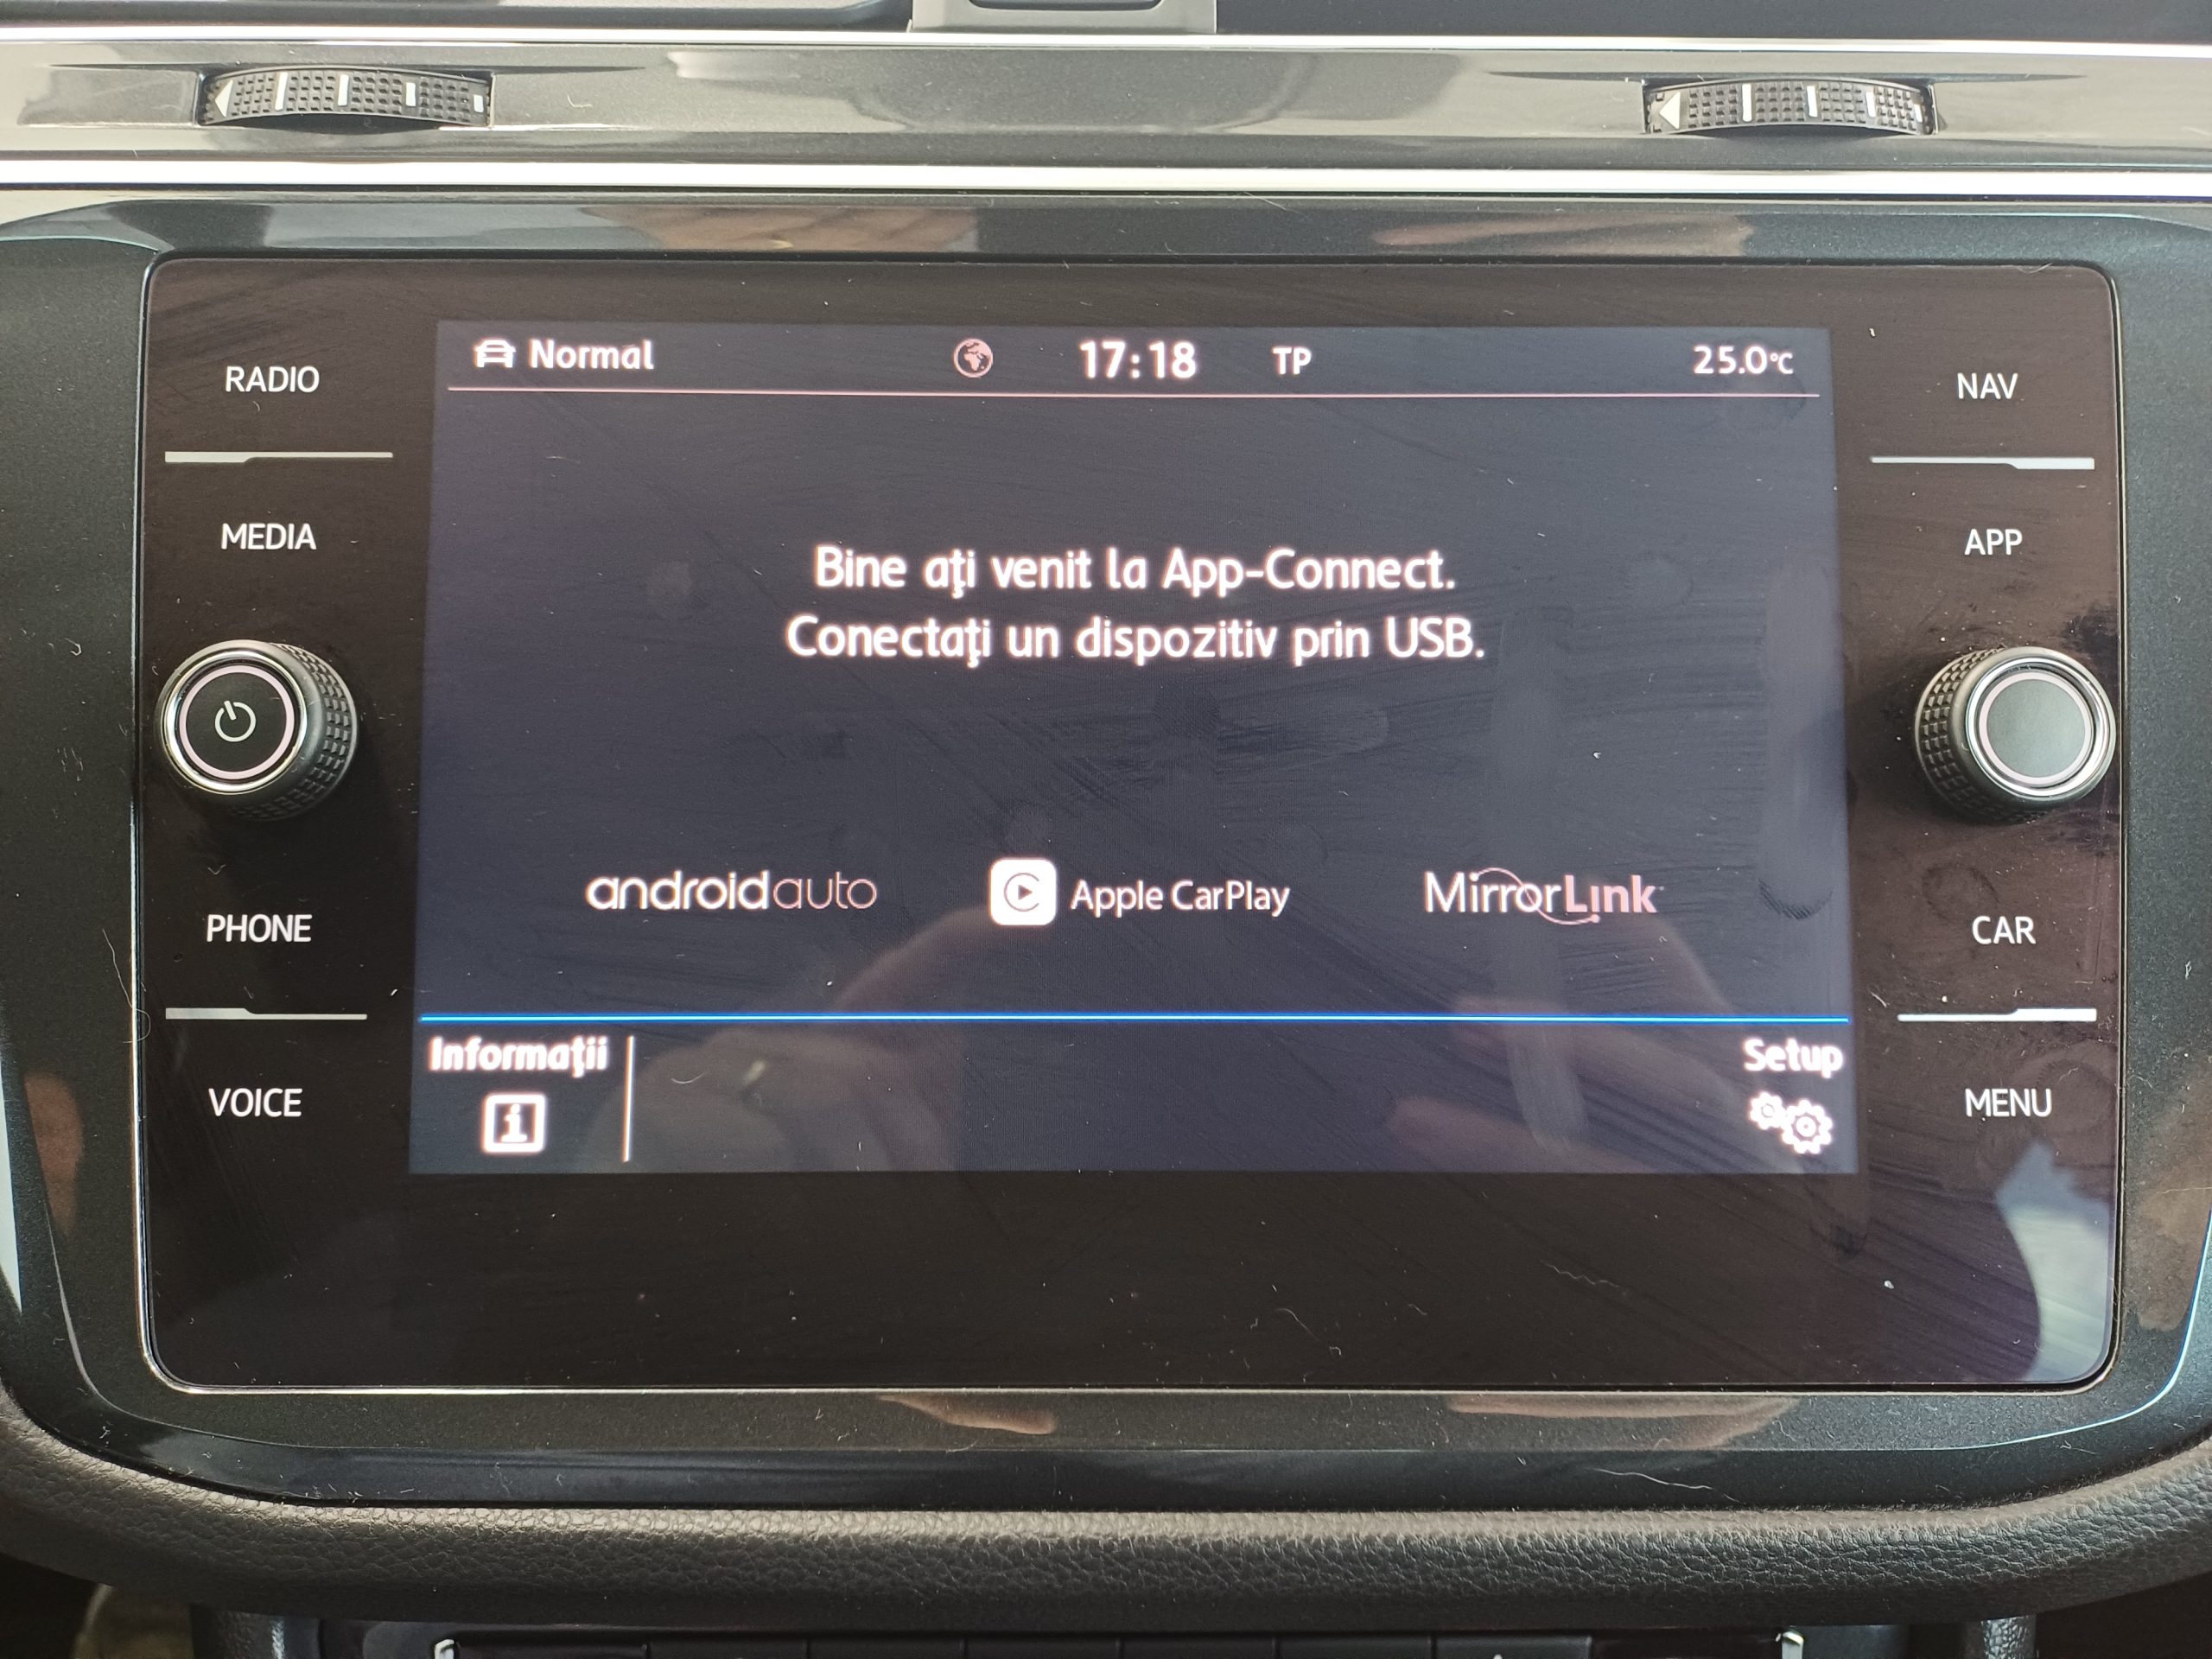 Normal 17:18 TP 25.0°C
RADIO
NAV
MEDIA
APP
Bine aţi venit la App-Connect.
Conectaţi un dispozitiv prin USB.
androidauto
Apple CarPlay
MirrorLink
PHONE
CAR
Informaţii
Setup
VOICE
MENU